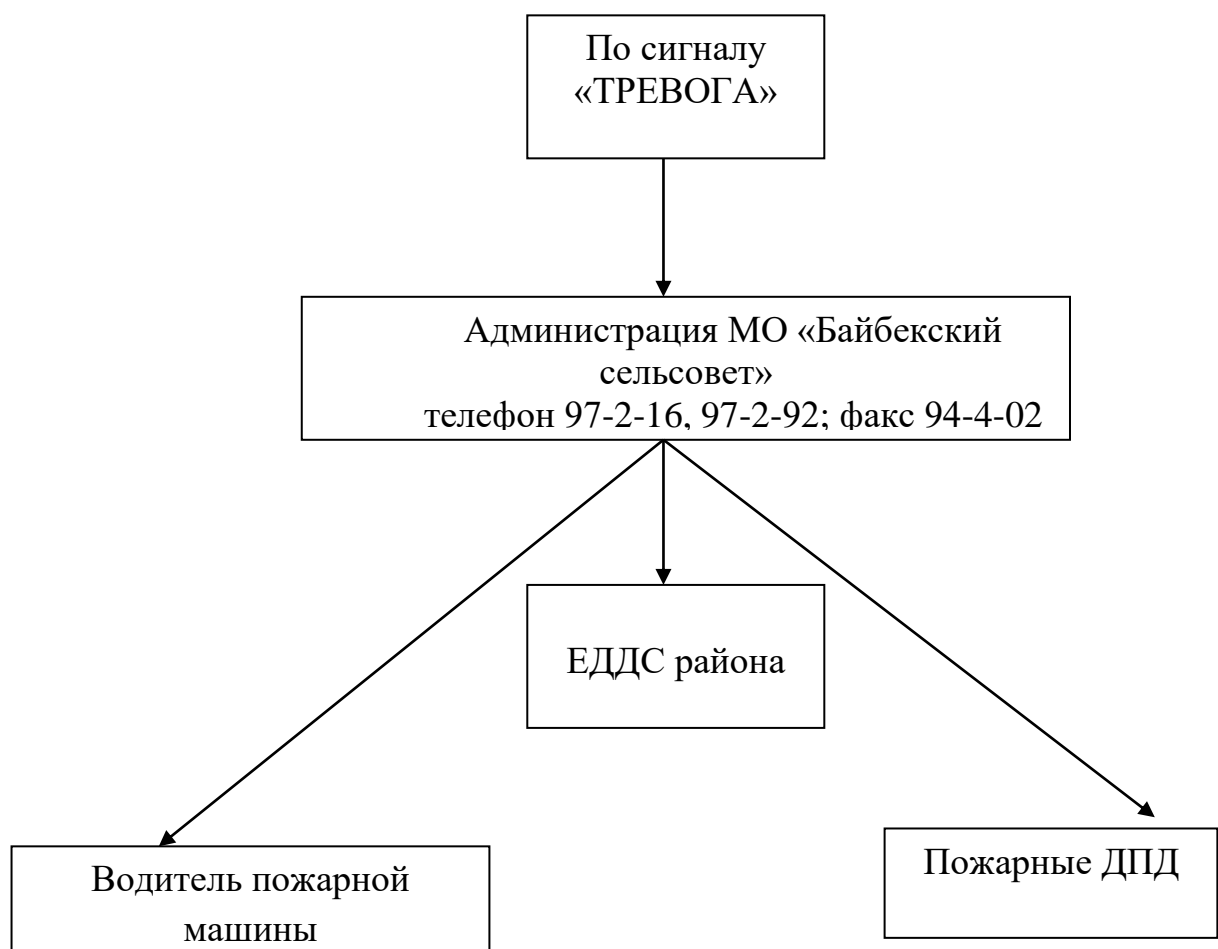 По сигналу
«ТРЕВОГА»
Администрация МО «Байбекский
сельсовет»
телефон 97-2-16, 97-2-92; факс 94-4-02
ЕДДС района
Водитель пожарной
машины
Пожарные ДПД